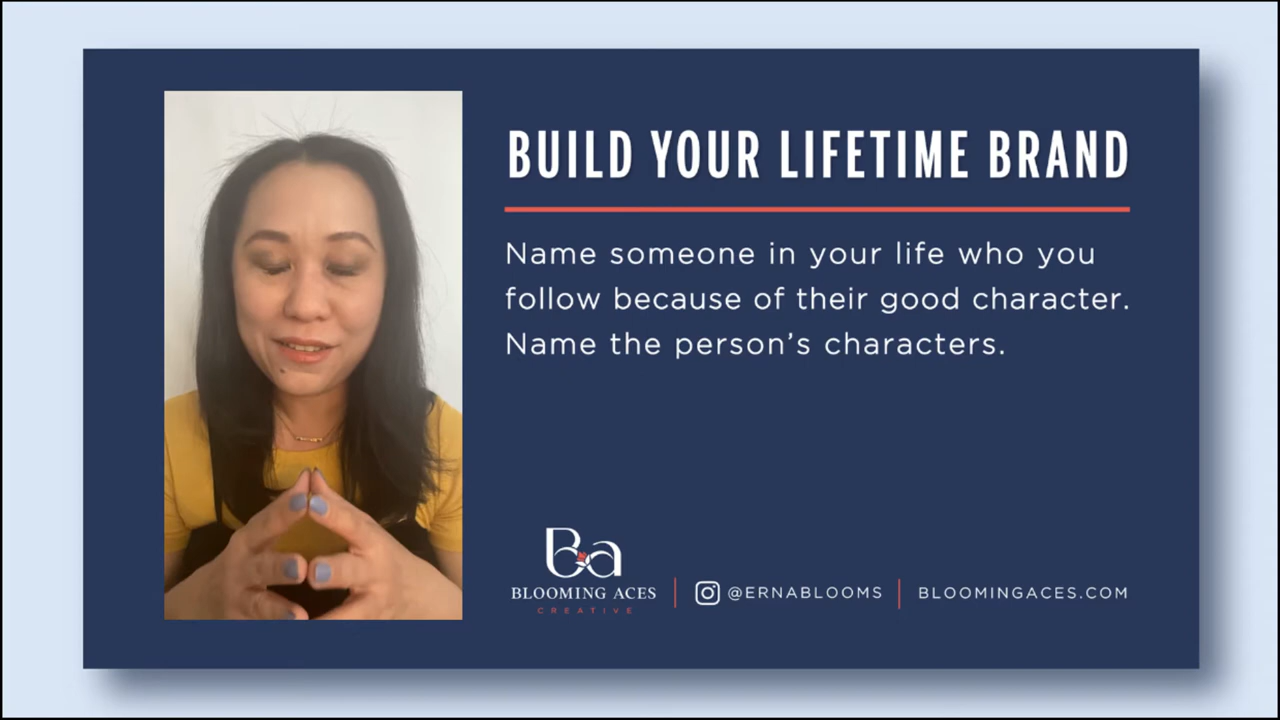 BUILD YOUR LIFETIME BRAND
Name someone in your life who you
follow because of their good character.
Name the person's characters.
Ba
BLOOMING ACES
CREATIVE
@ERNABLOOMS
BLOOMINGACES.COM